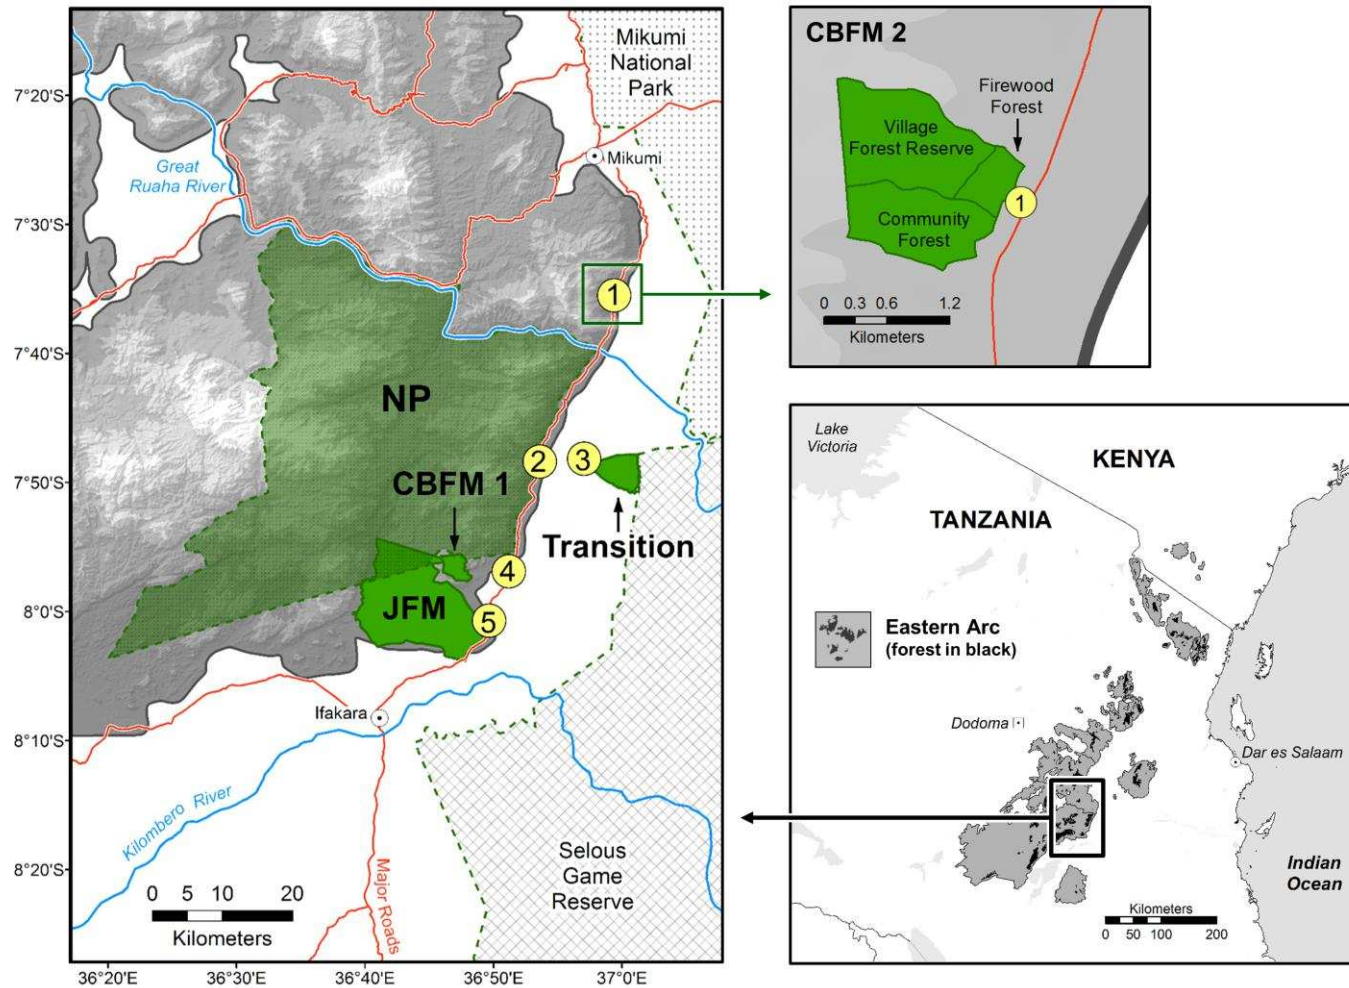 Mikumi
National
Park
Mikumi
Great
Ruaha River
7°20'S
7°30'S
7°40'S
7°50'S
8°0'S
8°10'S
8°20'S
1
NP
2
3
CBFM 1
Transition
4
JFM
5
Ifakara
Kilombero River
Major Roads
Selous
Game
Reserve
0 5 10 20
Kilometers
36°20'E
36°30'E
36°40'E
36°50'E
37°0'E
CBFM 2
Firewood
Forest
Village
Forest Reserve
Community
Forest
1
0 0.3 0.6 1.2
Kilometers
Lake
Victoria
KENYA
TANZANIA
Eastern Arc
(forest in black)
Dodoma
Dar es Salaam
Indian
Ocean
Kilometers
0 50 100 200